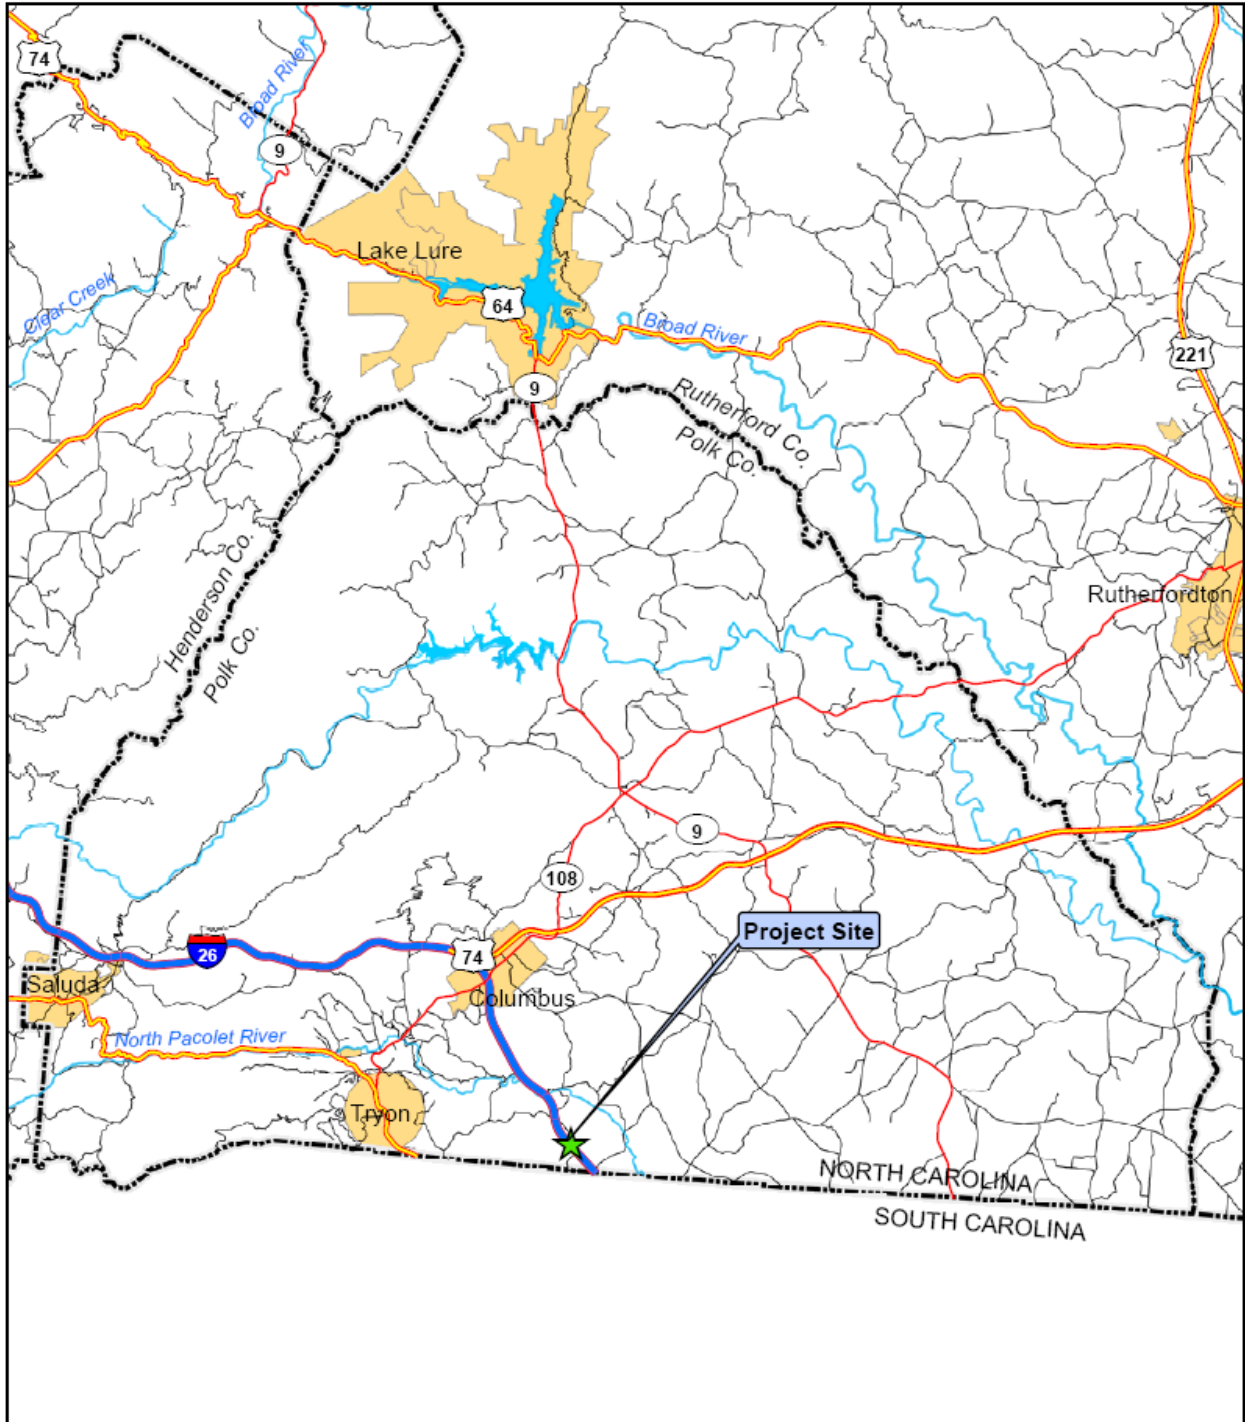 74
Broad River
9
Lake Lure
Clear Creek
64
Broad River
221
9
Rutherford Co.
Polk Co.
Henderson Co.
Polk Co.
Rutherfordton
9
108
Project Site
26
74
Saluda
Columbus
North Pacolet River
Tryon
NORTH CAROLINA
SOUTH CAROLINA